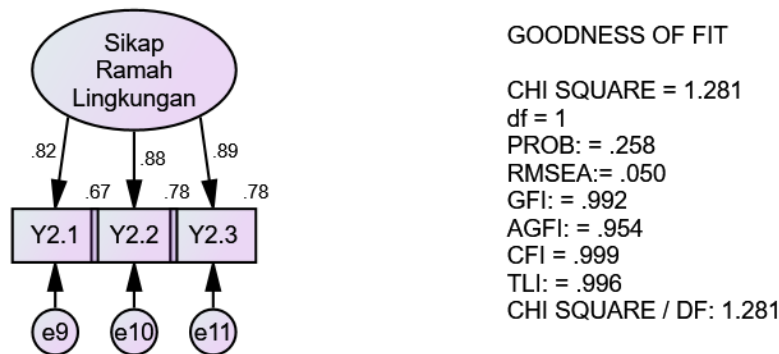 Sikap
Ramah
Lingkungan
.82
.88
.89
.67
.78
.78
Y2.1
Y2.2
Y2.3
e9
e10
e11
GOODNESS OF FIT
CHI SQUARE = 1.281
df = 1
PROB: = .258
RMSEA:= .050
GFI: = .992
AGFI: = .954
CFI = .999
TLI: = .996
CHI SQUARE / DF: 1.281